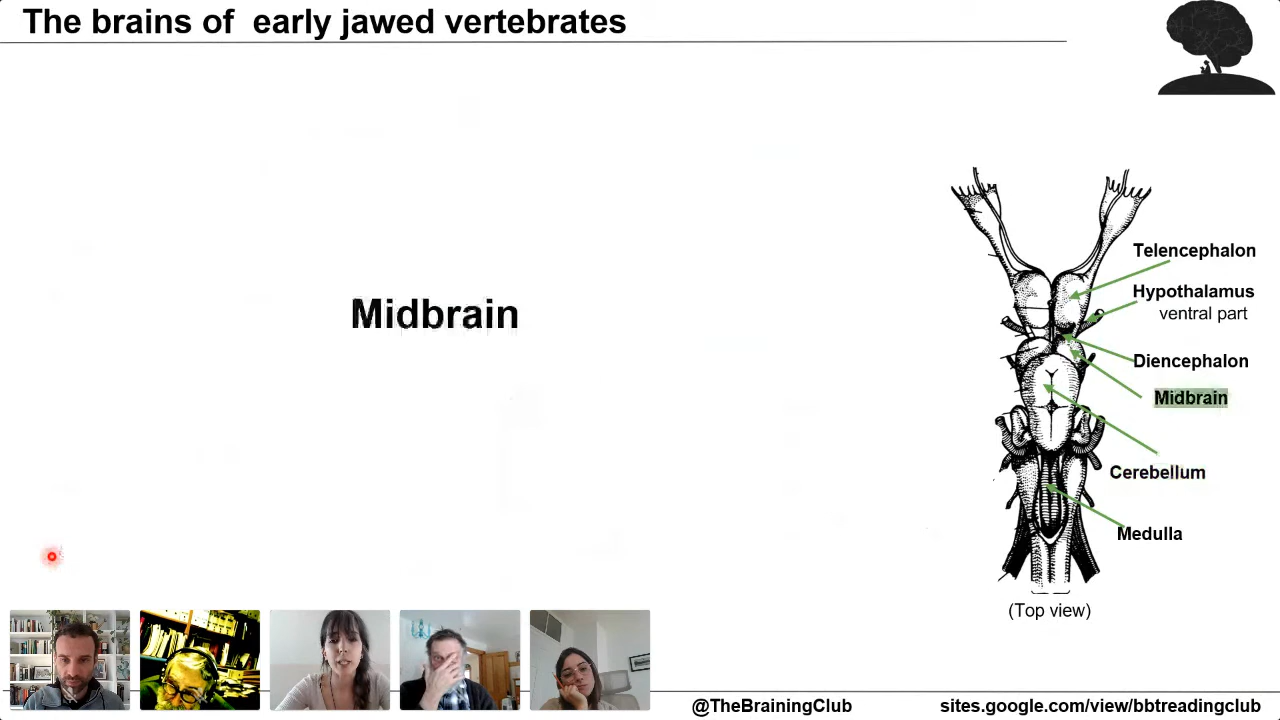 The brains of early jawed vertebrates
Midbrain
Telencephalon
Hypothalamus
ventral part
Diencephalon
Midbrain
Cerebellum
Medulla
(Top view)
@TheBrainingClub
sites.google.com/view/bbtreadingclub